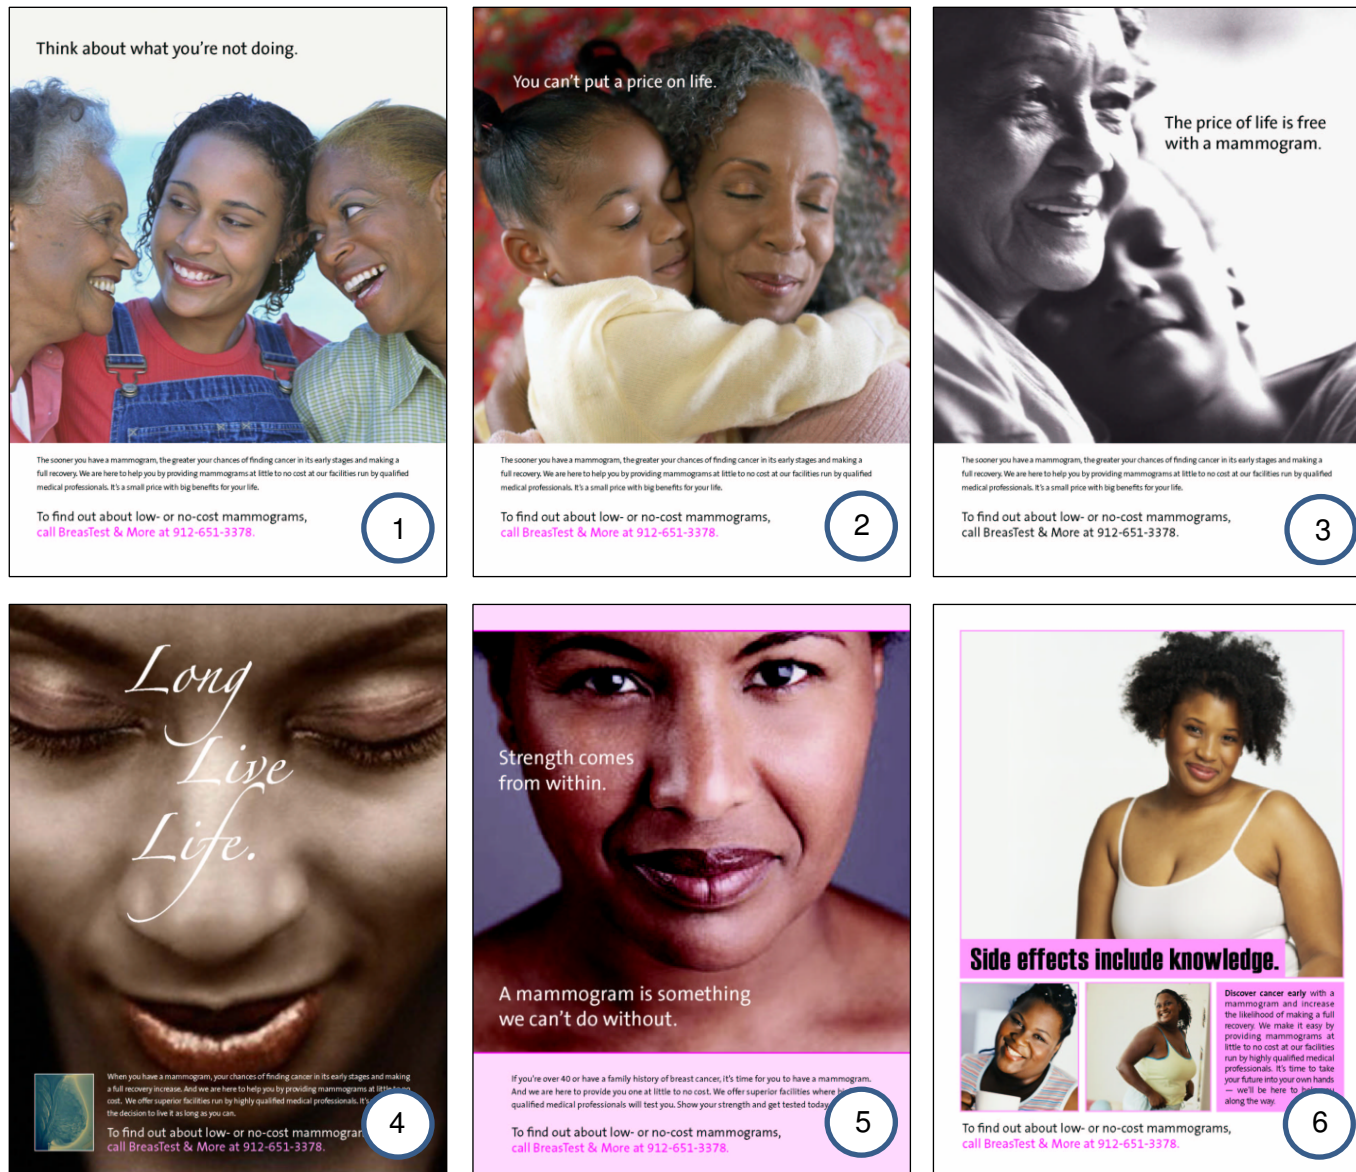 Think about what you're not doing.
The sooner you have a mammogram, the greater your chances of finding cancer in its early stages and making a
full recovery. We are here to help you by providing mammograms at little to no cost at our facilities run by qualified
medical professionals. It's a small price with big benefits for your life.
To find out about low- or no-cost mammograms,
call BreasTest & More at 912-651-3378.
1
You can't put a price on life.
The sooner you have a mammogram, the greater your chances of finding cancer in its early stages and making a
full recovery. We are here to help you by providing mammograms at little to no cost at our facilities run by qualified
medical professionals. It's a small price with big benefits for your life.
To find out about low- or no-cost mammograms,
call BreasTest & More at 912-651-3378.
2
The price of life is free
with a mammogram.
The sooner you have a mammogram, the greater your chances of finding cancer in its early stages and making a
full recovery. We are here to help you by providing mammograms at little to no cost at our facilities run by qualified
medical professionals. It's a small price with big benefits for your life.
To find out about low- or no-cost mammograms,
call BreasTest & More at 912-651-3378.
3
Long
Live
Life.
When you have a mammogram, your chances of finding cancer in its early stages and making
a full recovery increase. And we are here to help you by providing mammograms at little to no
cost. We offer superior facilities run by highly qualified medical professionals. It's
the decision to live it as long as you can.
To find out about low- or no-cost
call BreasTest & More at 912-651-3378.
4
Strength comes
from within.
A mammogram is something
we can't do without.
If you're over 40 or have a family history of breast cancer, it's time for you to have a mammogram.
And we are here to provide you one at little to no cost. We offer superior facilities where
qualified medical professionals will test you. Show your strength and get tested today
To find out about low- or no-cost mammograms,
call BreasTest & More at 912-651-3378.
5
Side effects include knowledge.
Discover cancer early with a
mammogram and increase
the likelihood of making a full
recovery. We make it easy by
providing mammograms at
little to no cost at our facilities
run by highly qualified medical
professionals. It's time to take
your future into your own hands
— we'll be here to
along the way.
To find out about low- or no-cost mammograms,
call BreasTest & More at 912-651-3378.
6